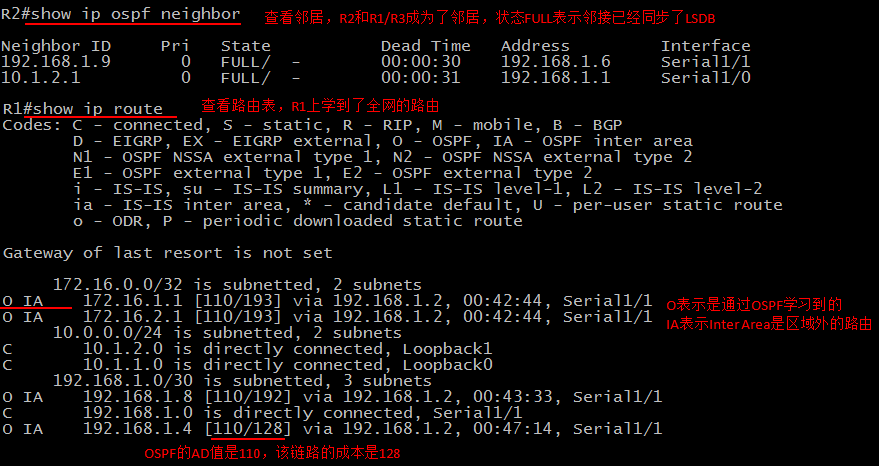 R2#show ip ospf neighbor
查看邻居，R2和R1/R3成为了邻居，状态FULL表示邻接已经同步了LSDB
Neighbor ID Pri State Dead Time Address Interface
192.168.1.9 0 FULL/ - 00:00:30 192.168.1.6 Serial1/1
10.1.2.1 0 FULL/ - 00:00:31 192.168.1.1 Serial1/0
R1#show ip route
查看路由表，R1上学到了全网的路由
Codes: C - connected, S - static, R - RIP, M - mobile, B - BGP
D - EIGRP, EX - EIGRP external, O - OSPF, IA - OSPF inter area
N1 - OSPF NSSA external type 1, N2 - OSPF NSSA external type 2
E1 - OSPF external type 1, E2 - OSPF external type 2
i - IS-IS, su - IS-IS summary, L1 - IS-IS level-1, L2 - IS-IS level-2
ia - IS-IS inter area, * - candidate default, U - per-user static route
o - ODR, P - periodic downloaded static route
Gateway of last resort is not set
172.16.0.0/32 is subnetted, 2 subnets
O IA 172.16.1.1 [110/193] via 192.168.1.2, 00:42:44, Serial1/1
O IA 172.16.2.1 [110/193] via 192.168.1.2, 00:42:44, Serial1/1
O表示是通过OSPF学习到的
IA表示Inter Area是区域外的路由
10.0.0.0/24 is subnetted, 2 subnets
C 10.1.2.0 is directly connected, Loopback1
C 10.1.1.0 is directly connected, Loopback0
192.168.1.0/30 is subnetted, 3 subnets
O IA 192.168.1.8 [110/192] via 192.168.1.2, 00:43:33, Serial1/1
C 192.168.1.0 is directly connected, Serial1/1
O IA 192.168.1.4 [110/128] via 192.168.1.2, 00:47:14, Serial1/1
OSPF的AD值是110，该链路的成本是128